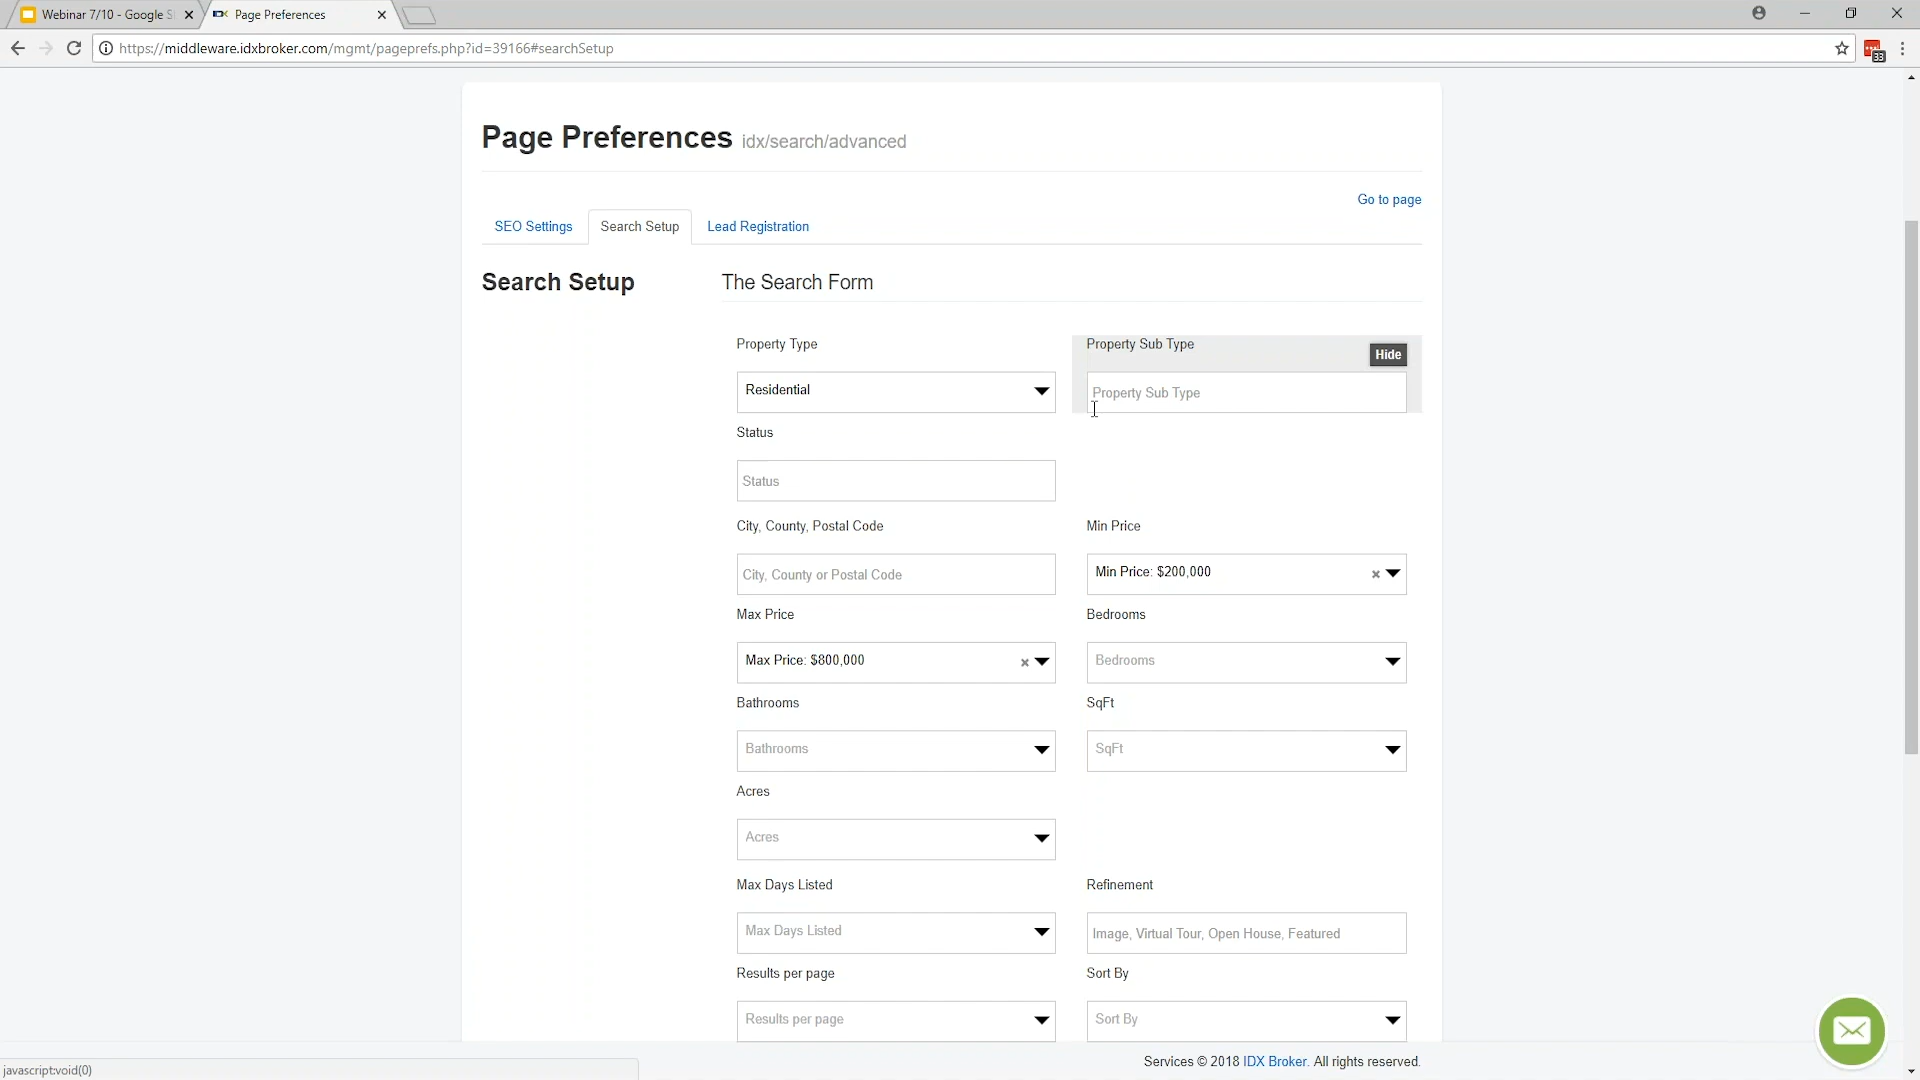 Webinar 7/10 - Google S
Page Preferences
https://middleware.idxbroker.com/mgmt/pageprefs.php?id=39166#searchSetup
33
Page Preferences idx/search/advanced
Go to page
SEO Settings
Search Setup
Lead Registration
Search Setup
The Search Form
Property Type
Property Sub Type
Hide
Residential
Property Sub Type
Status
Status
City, County, Postal Code
Min Price
City, County or Postal Code
Min Price: $200,000
Max Price
Bedrooms
Max Price: $800,000
Bedrooms
Bathrooms
SqFt
Bathrooms
SqFt
Acres
Acres
Max Days Listed
Refinement
Max Days Listed
Image, Virtual Tour, Open House, Featured
Results per page
Sort By
Results per page
Sort By
Services © 2018 IDX Broker. All rights reserved.
javascript:void(0)